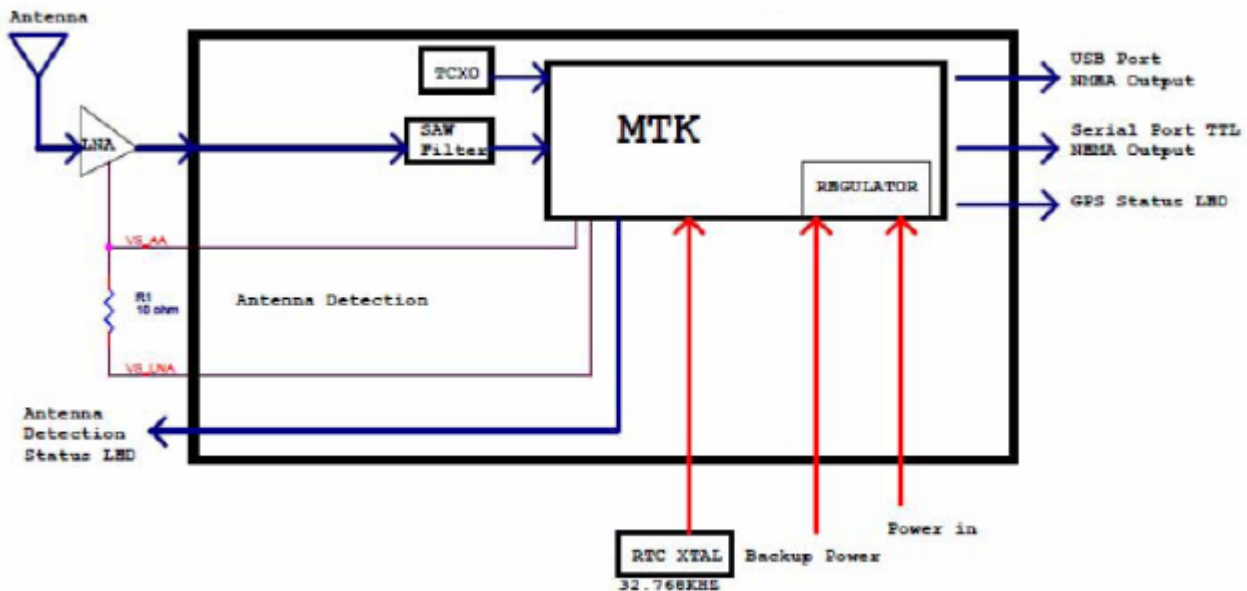 Antenna
LNA
TCXO
SAW
Filter
MTK
REGULATOR
USB Port
NMEA Output
Serial Port TTL
NEMA Output
GPS Status LED
VS_AA
R1
10 ohm
Antenna Detection
VS_LNA
Antenna
Detection
Status LED
RTC XTAL
32.768KHZ
Backup Power
Power in